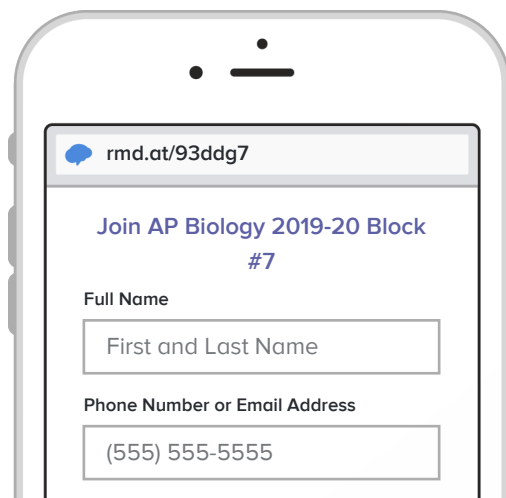 rmd.at/93ddg7
Join AP Biology 2019-20 Block
#7
Full Name
First and Last Name
Phone Number or Email Address
(555) 555-5555